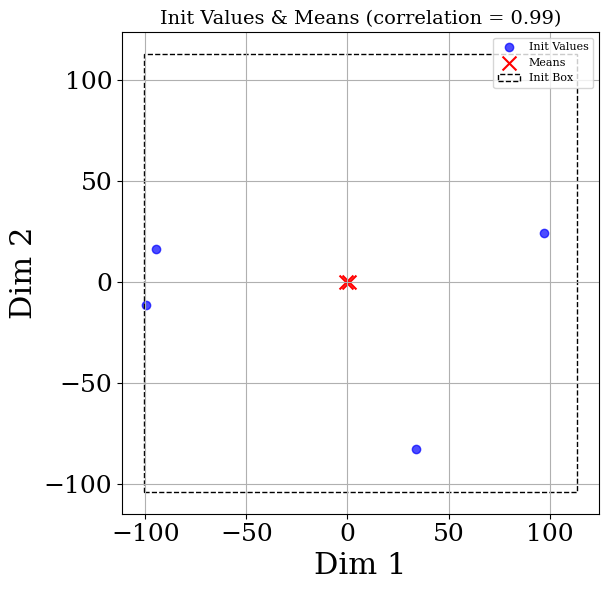 Init Values & Means (correlation = 0.99)
Init Values
Means
Init Box
100
50
0
−50
−100
Dim 2
−100
−50
0
50
100
Dim 1